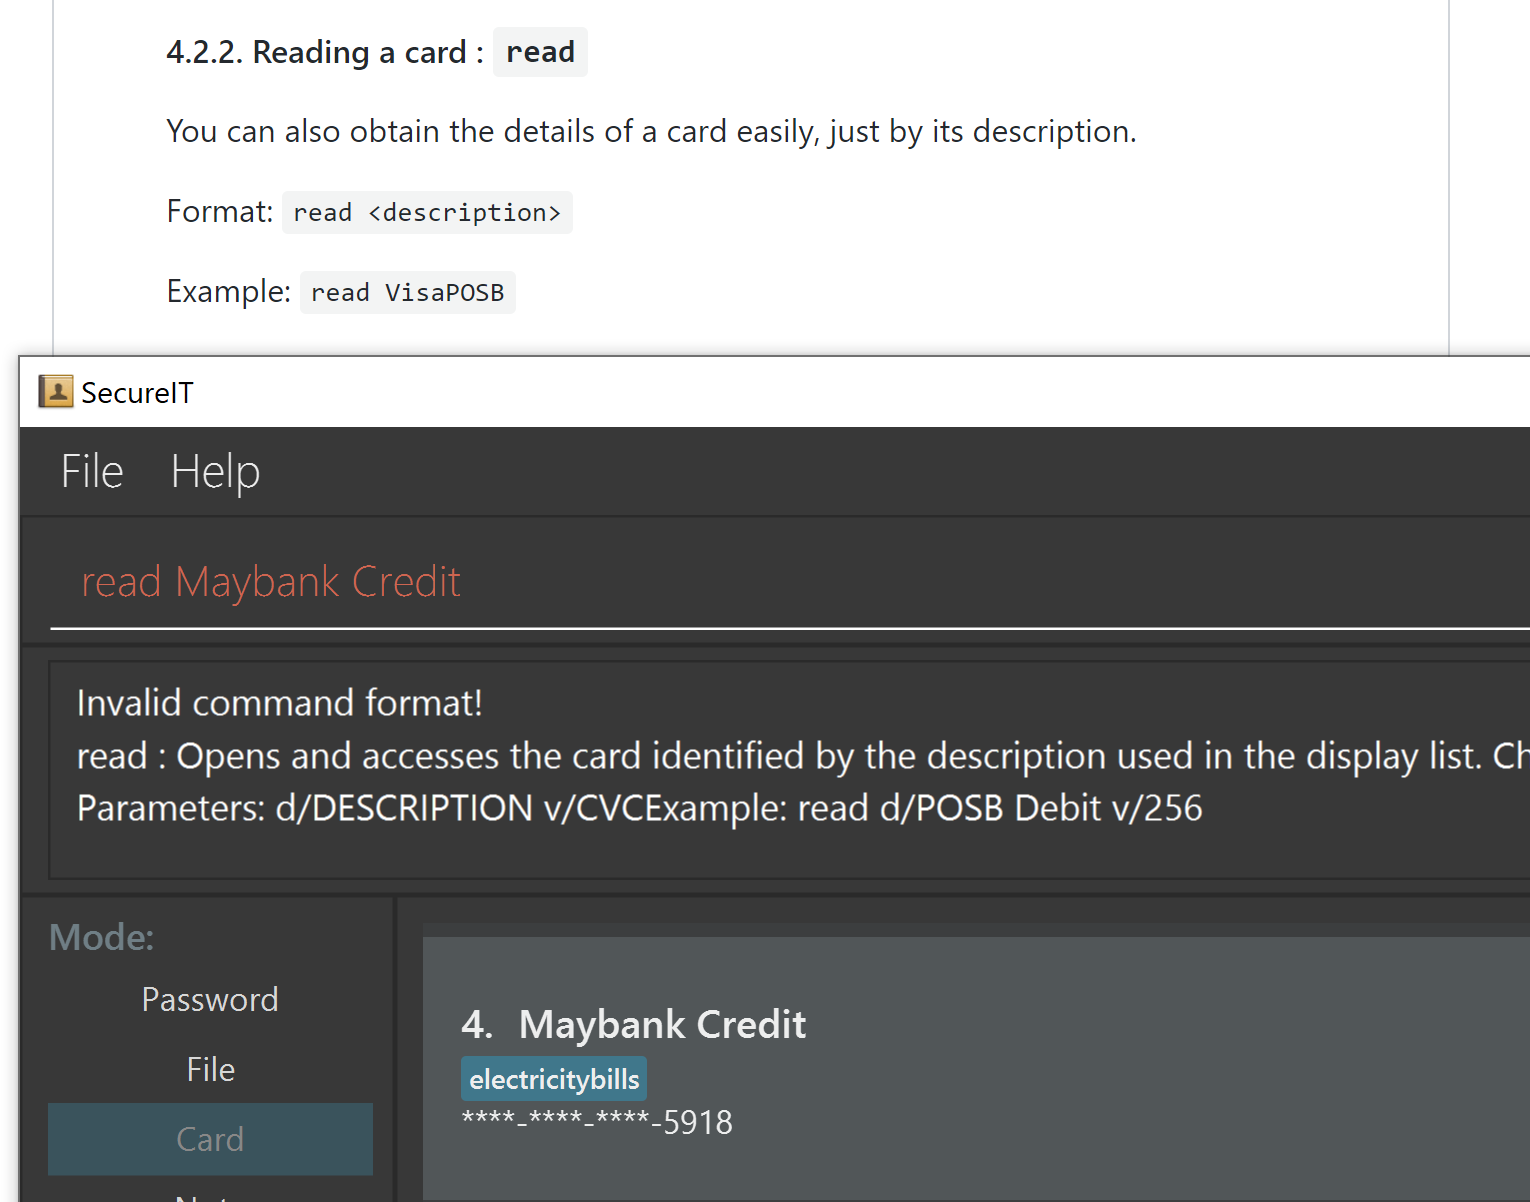 4.2.2. Reading a card : read
You can also obtain the details of a card easily, just by its description.
Format: read <description>
Example: read VisaPOSB
SecureIT
File Help
read Maybank Credit
Invalid command format!
read : Opens and accesses the card identified by the description used in the display list. Ch
Parameters: d/DESCRIPTION v/CVCExample: read d/POSB Debit v/256
Mode:
Password
File
Card
4. Maybank Credit
electricitybills
****-****-****-5918